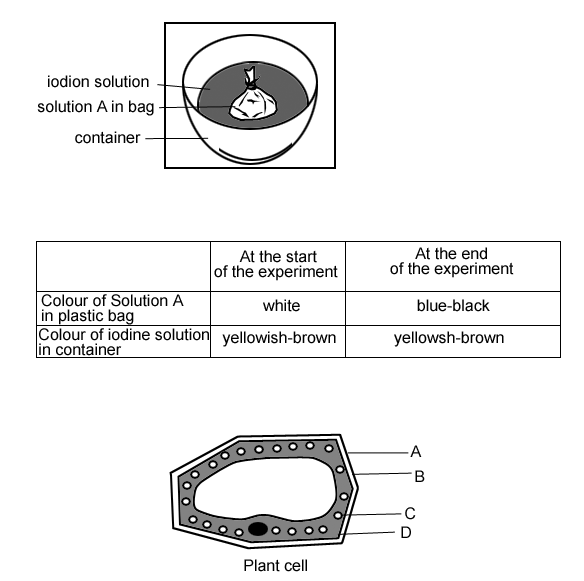 iodion solution
solution A in bag
container
At the start
of the experiment
At the end
of the experiment
Colour of Solution A
in plastic bag
white
blue-black
Colour of iodine solution
in container
yellowish-brown
yellowsh-brown
A
B
C
D
Plant cell